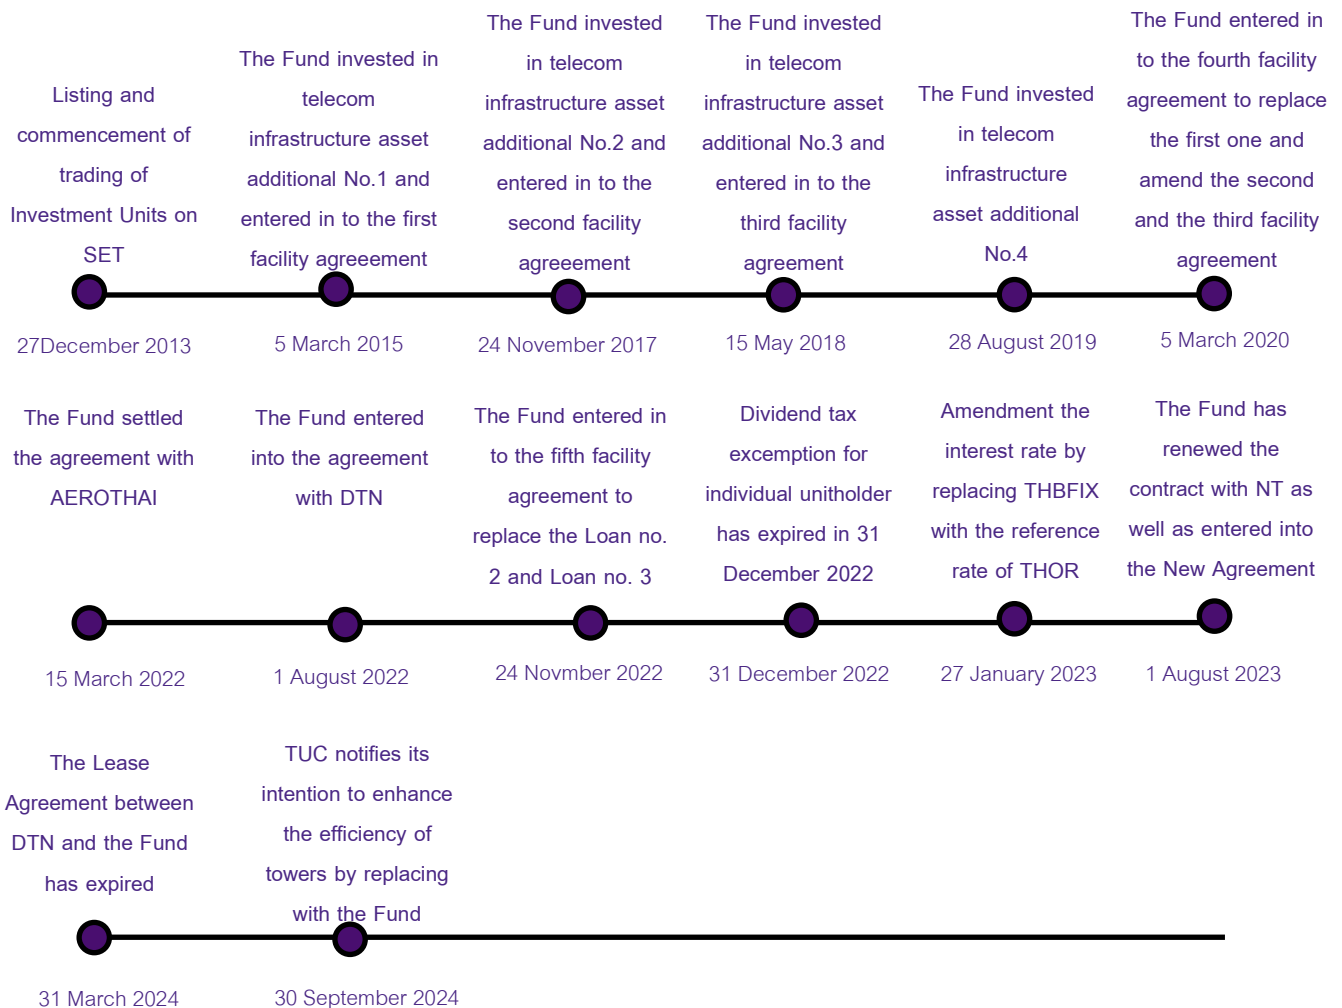 Listing and
commencement of
trading of
Investment Units on
SET
27December 2013
The Fund invested in
telecom
infrastructure asset
additional No.1 and
entered in to the first
facility agreeement
5 March 2015
The Fund invested
in telecom
infrastructure asset
additional No.2 and
entered in to the
second facility
agreeement
24 November 2017
The Fund invested
in telecom
infrastructure asset
additional No.3 and
entered in to the
third facility
agreeement
15 May 2018
The Fund invested
in telecom
infrastructure
asset additional
No.4
28 August 2019
The Fund entered in
to the fourth facility
agreement to replace
the first one and
amend the second
and the third facility
agreement
5 March 2020
The Fund settled
the agreement with
AEROTHAI
15 March 2022
The Fund entered
into the agreement
with DTN
1 August 2022
The Fund entered in
to the fifth facility
agreement to
replace the Loan no.
2 and Loan no. 3
24 Novmber 2022
Dividend tax
excemption for
individual unitholder
has expired in 31
December 2022
31 December 2022
Amendment the
interest rate by
replacing THBFIX
with the reference
rate of THOR
27 January 2023
The Fund has
renewed the
contract with NT as
well as entered into
the New Agreement
1 August 2023
The Lease
Agreement between
DTN and the Fund
has expired
31 March 2024
TUC notifies its
intention to enhance
the efficiency of
towers by replacing
with the Fund
30 September 2024